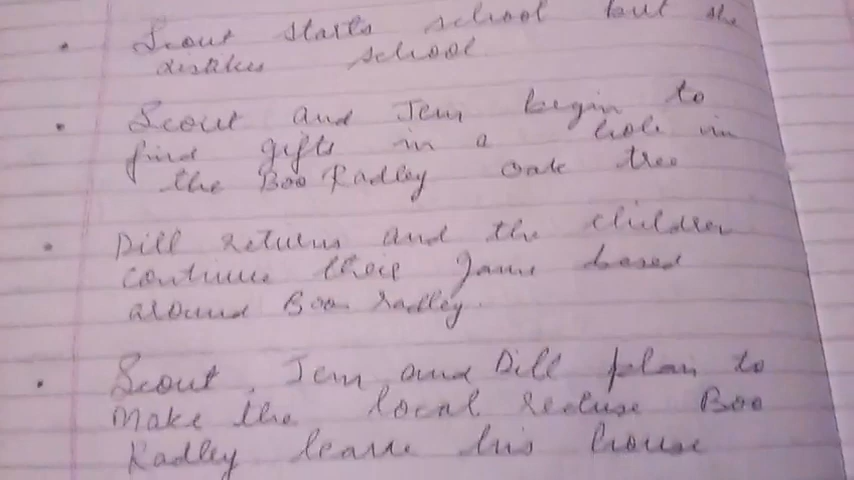 Scout starts school but she
dislikes school
Scout and Jem begin to
find gifts in a hole in
the Boo Radley oak tree
Dill returns and the children
continue their game based
around Boo Radley.
Scout, Jem and Dill plan to
make the local recluse Boo
Radley leave his house